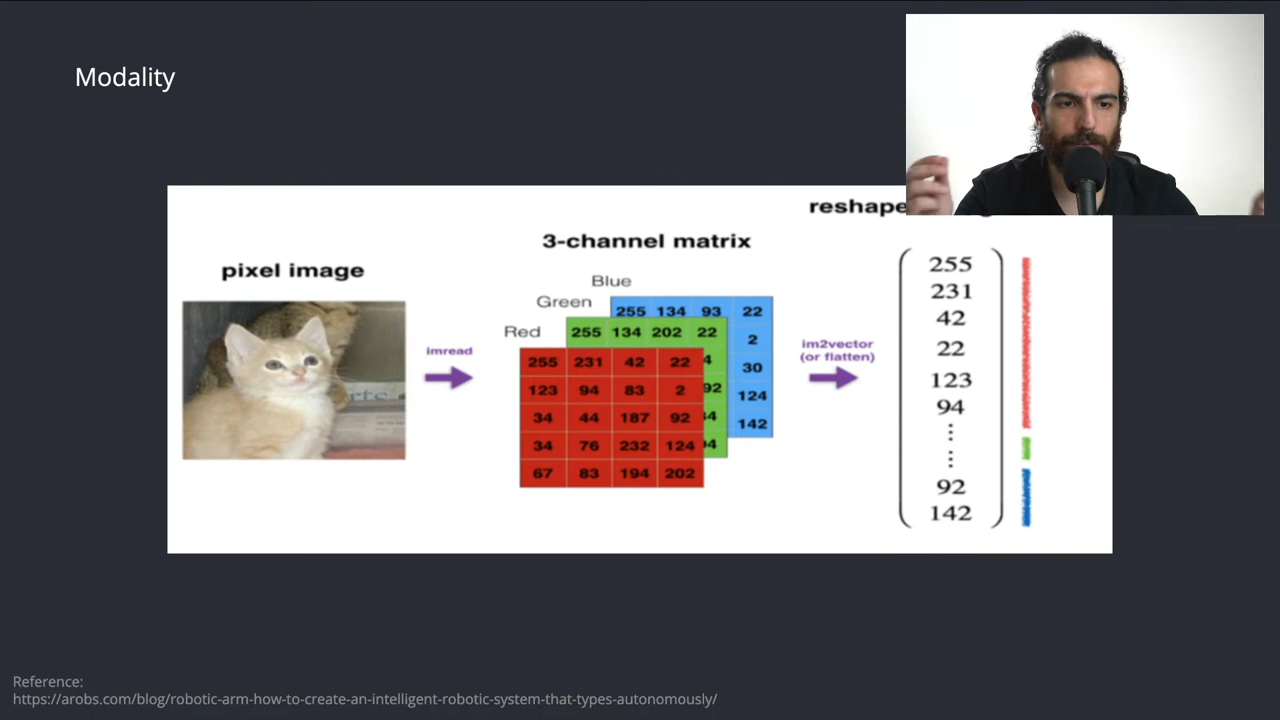 Modality
reshape
3-channel matrix
pixel image
Blue
Green
Red
255 134 93 22
255 134 202 22
2
255 231 42 22
4
30
123 94 83 2
92
124
34 44 187 92
142
34 76 232 124
94
67 83 194 202
imread
im2vector
(or flatten)
255
231
42
22
123
94
⋮
⋮
92
142
Reference:
https://arobs.com/blog/robotic-arm-how-to-create-an-intelligent-robotic-system-that-types-autonomously/